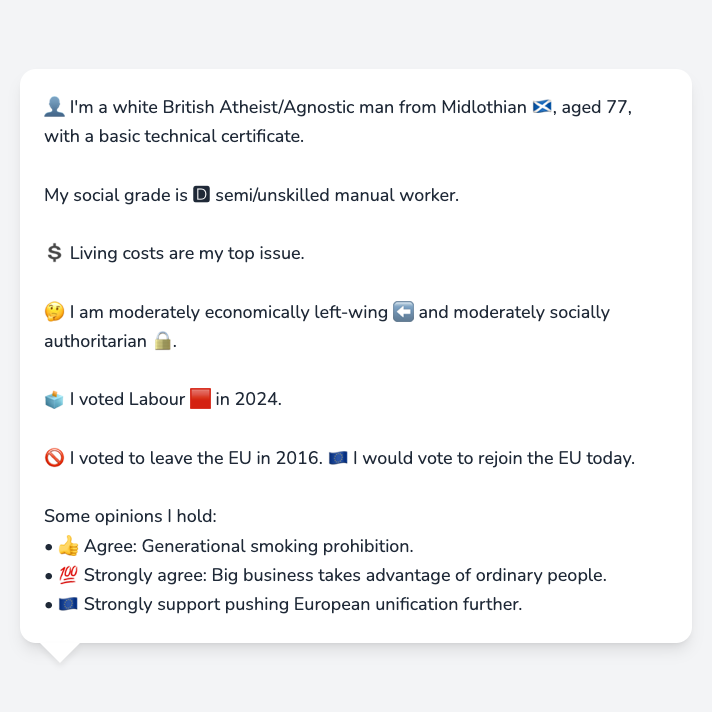 👤 I'm a white British Atheist/Agnostic man from Midlothian 🏴󠁧󠁢󠁳󠁣󠁴󠁿, aged 77,
with a basic technical certificate.
My social grade is 🅳 semi/unskilled manual worker.
💲 Living costs are my top issue.
🤔 I am moderately economically left-wing ⬅️ and moderately socially
authoritarian 🔒.
🗳️ I voted Labour 🟥 in 2024.
🚫 I voted to leave the EU in 2016. 🇪🇺 I would vote to rejoin the EU today.
Some opinions I hold:
• 👍 Agree: Generational smoking prohibition.
• 💯 Strongly agree: Big business takes advantage of ordinary people.
• 🇪🇺 Strongly support pushing European unification further.